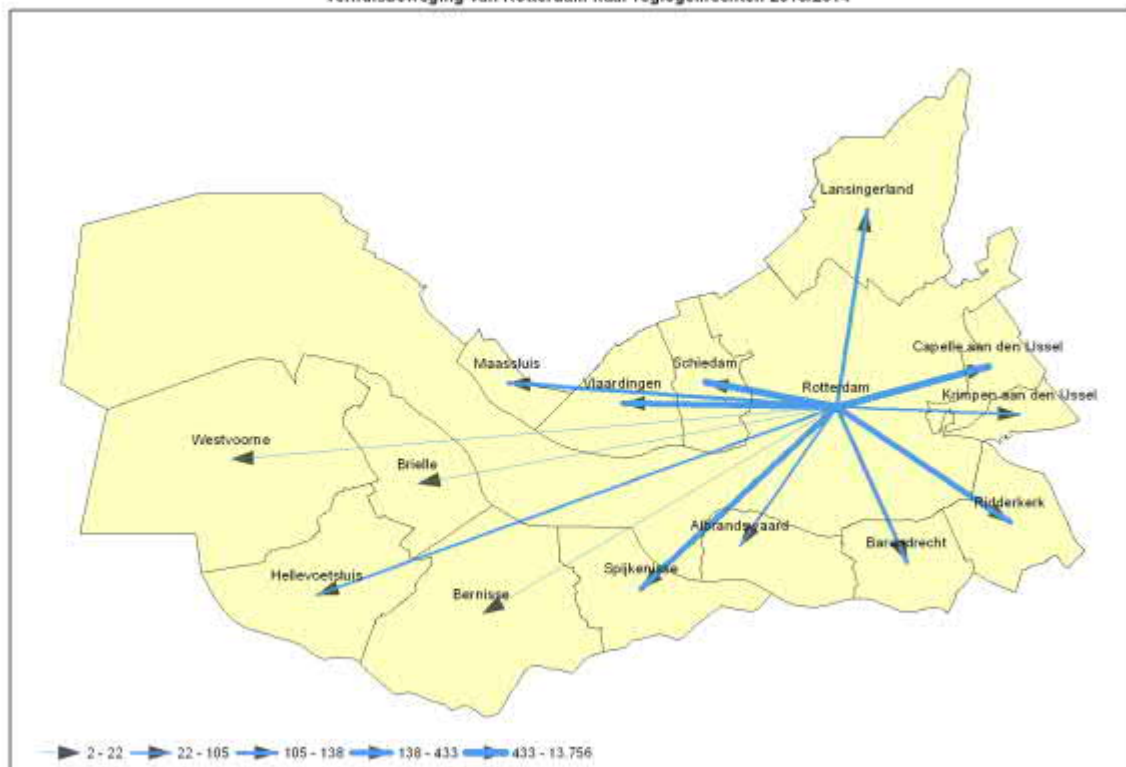 Lansingerland
Capelle aan den IJssel
Maassluis
Schiedam
Vlaardingen
Rotterdam
Krimpen aan den IJssel
Westvoorne
Brielle
Ridderkerk
Albrandswaard
Barendrecht
Hellevoetsluis
Spijkenisse
Bernisse
2 - 22 22 - 105 105 - 138 138 - 433 433 - 13.756